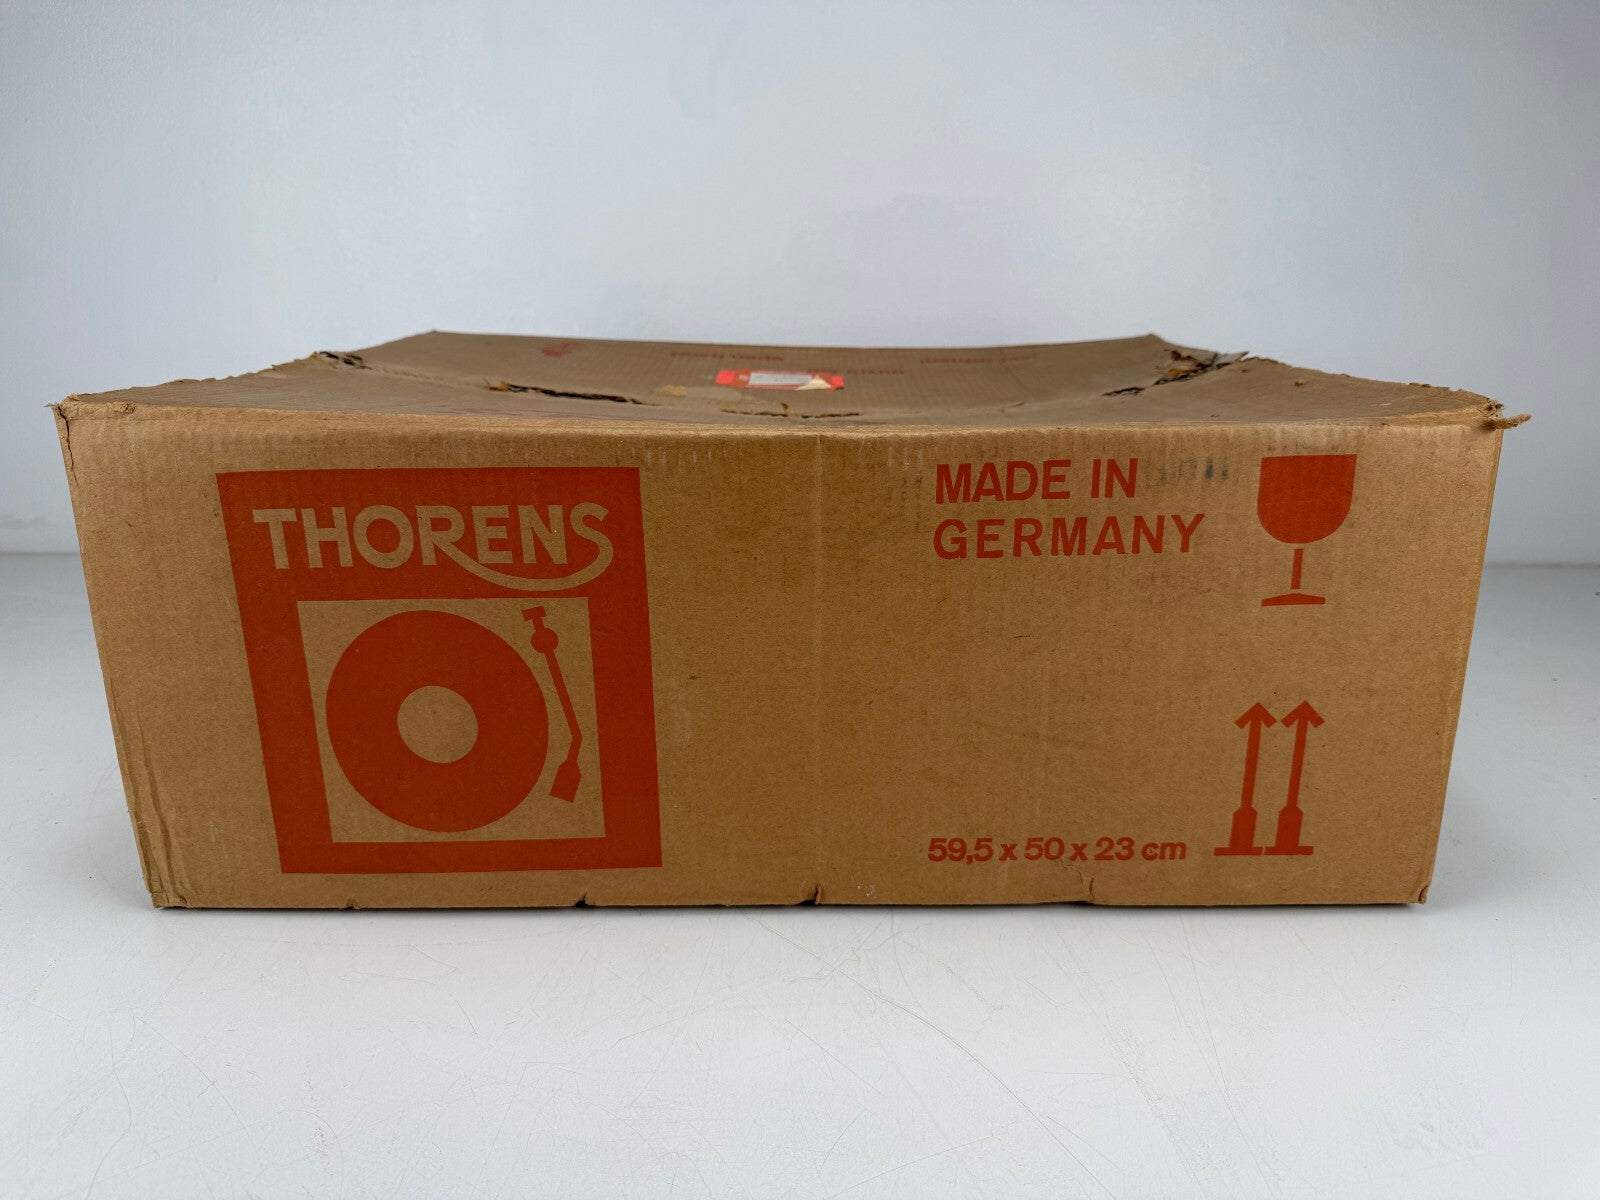 THORENS
MADE IN
GERMANY
59,5 x 50 x 23 cm